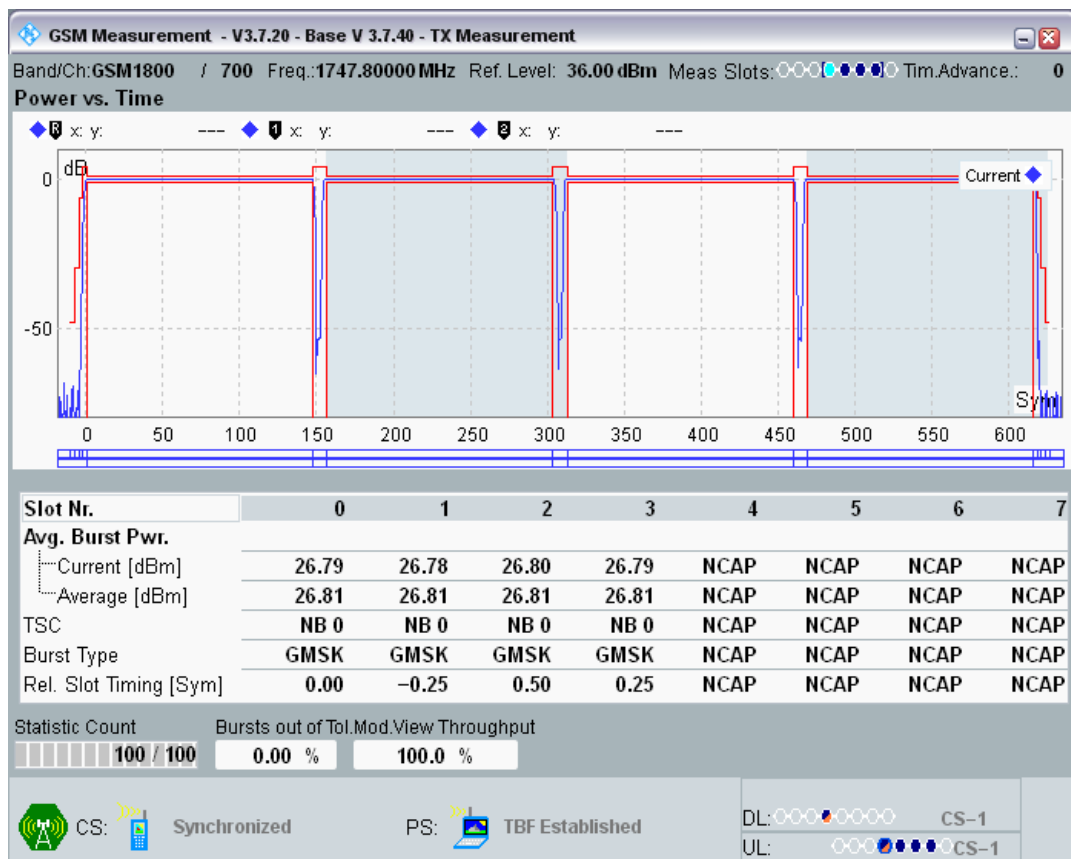 GSM Measurement - V3.7.20 - Base V 3.7.40 - TX Measurement
Band/Ch:GSM1800 / 700 Freq.:1747.80000 MHz Ref. Level: 36.00 dBm Meas Slots: Tim.Advance.: 0
Power vs. Time
R x: y: --- 1 x: y: --- 2 x: y: ---
dB
Current
0
-50
Sym
0 50 100 150 200 250 300 350 400 450 500 550 600
Slot Nr. 0 1 2 3 4 5 6 7
Avg. Burst Pwr.
Current [dBm] 26.79 26.78 26.80 26.79 NCAP NCAP NCAP NCAP
Average [dBm] 26.81 26.81 26.81 26.81 NCAP NCAP NCAP NCAP
TSC NB 0 NB 0 NB 0 NB 0 NCAP NCAP NCAP NCAP
Burst Type GMSK GMSK GMSK GMSK NCAP NCAP NCAP NCAP
Rel. Slot Timing [Sym] 0.00 −0.25 0.50 0.25 NCAP NCAP NCAP NCAP
Statistic Count Bursts out of Tol.Mod.View Throughput
100 / 100 0.00 % 100.0 %
CS: Synchronized PS: TBF Established
DL: CS−1
UL: CS−1